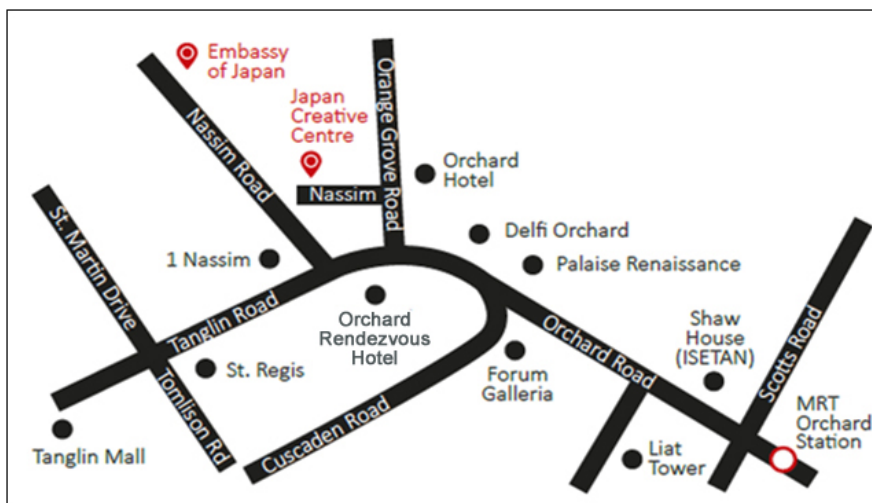 Embassy
of Japan
Japan
Creative
Centre
Nassim Road
Orange Grove Road
Nassim
Orchard
Hotel
Delfi Orchard
Palaise Renaissance
St. Martin Drive
1 Nassim
Tanglin Road
Orchard
Rendezvous
Hotel
Orchard Road
Shaw
House
(ISETAN)
Scotts Road
St. Regis
Tomlison Rd
Forum
Galleria
Cuscaden Road
MRT
Orchard
Station
Tanglin Mall
Liat
Tower